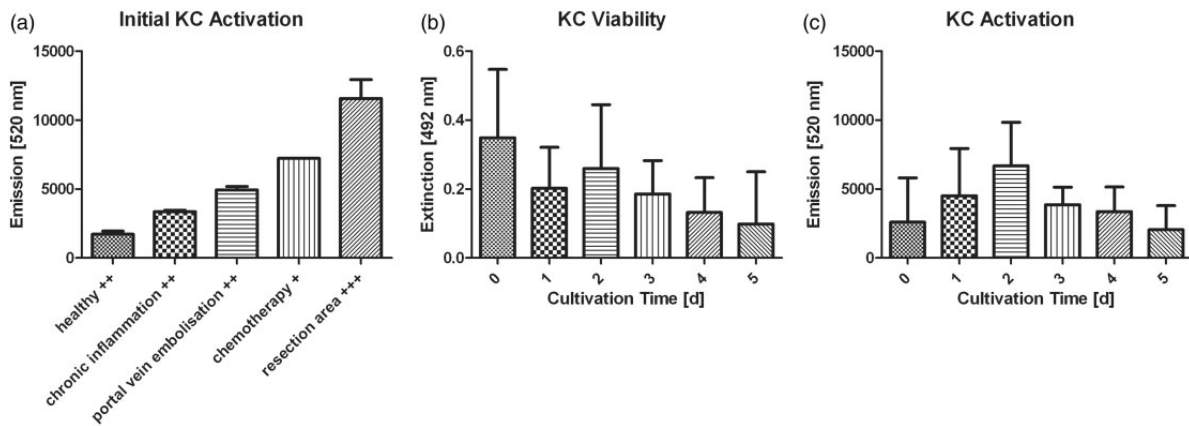 (a)
Initial KC Activation
Emission [520 nm]
15000
10000
5000
0
healthy ++
chronic inflammation ++
portal vein embolisation ++
chemotherapy +
resection area +++
(b)
KC Viability
Extinction [492 nm]
0.6
0.4
0.2
0.0
0
1
2
3
4
5
Cultivation Time [d]
(c)
KC Activation
Emission [520 nm]
15000
10000
5000
0
0
1
2
3
4
5
Cultivation Time [d]